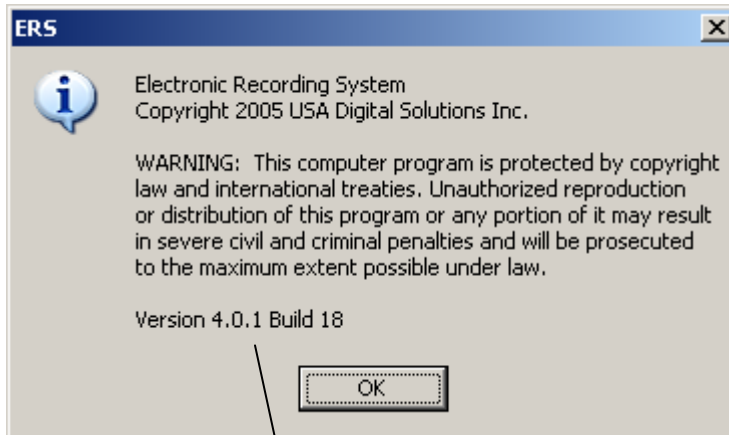 ERS
Electronic Recording System
Copyright 2005 USA Digital Solutions Inc.
WARNING:  This computer program is protected by copyright
law and international treaties. Unauthorized reproduction
or distribution of this program or any portion of it may result
in severe civil and criminal penalties and will be prosecuted
to the maximum extent possible under law.
Version 4.0.1 Build 18
OK